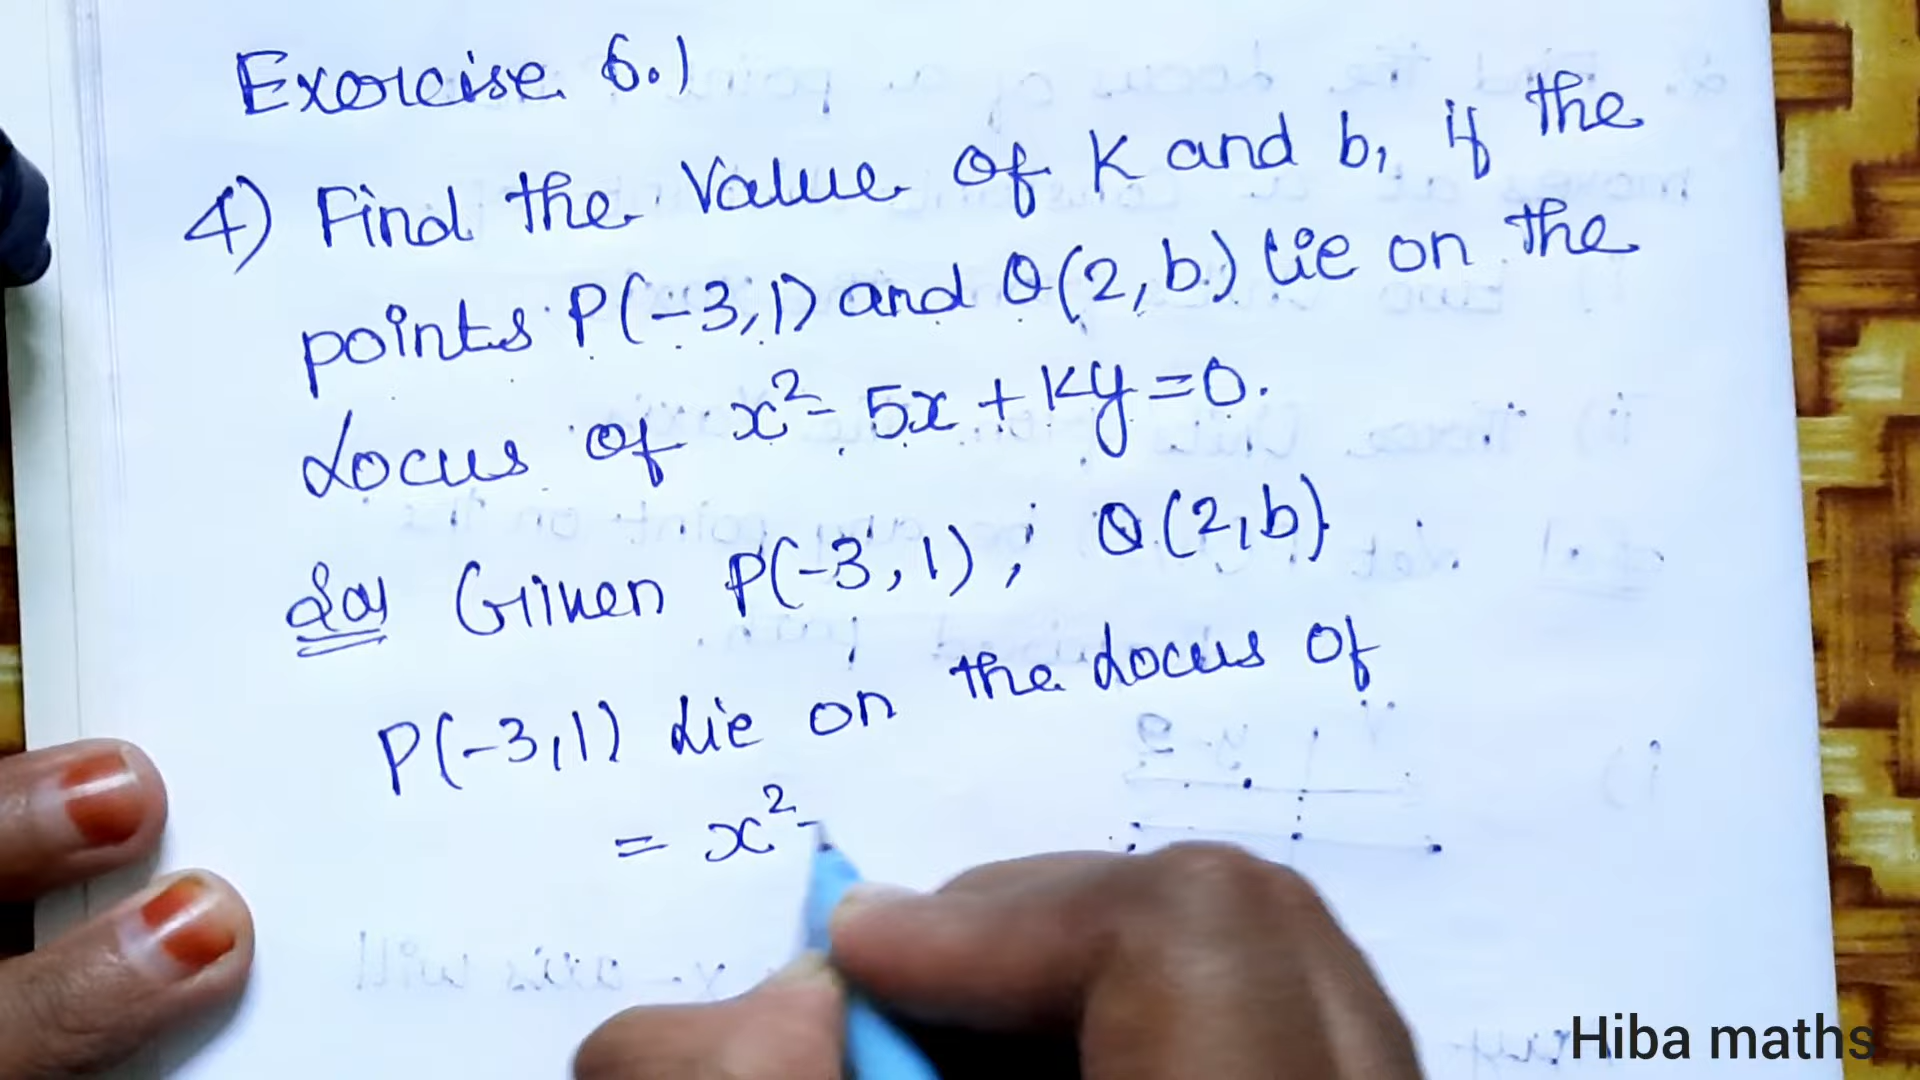 Exercise 6.1
4) Find the Value of K and b, if the
points P(-3,1) and Q(2,b) lie on the
Locus of x² - 5x + Ky = 0.
Sol Given P(-3,1), Q(2,b)
P(-3,1) lie on the Locus of
= x² -
Hiba maths